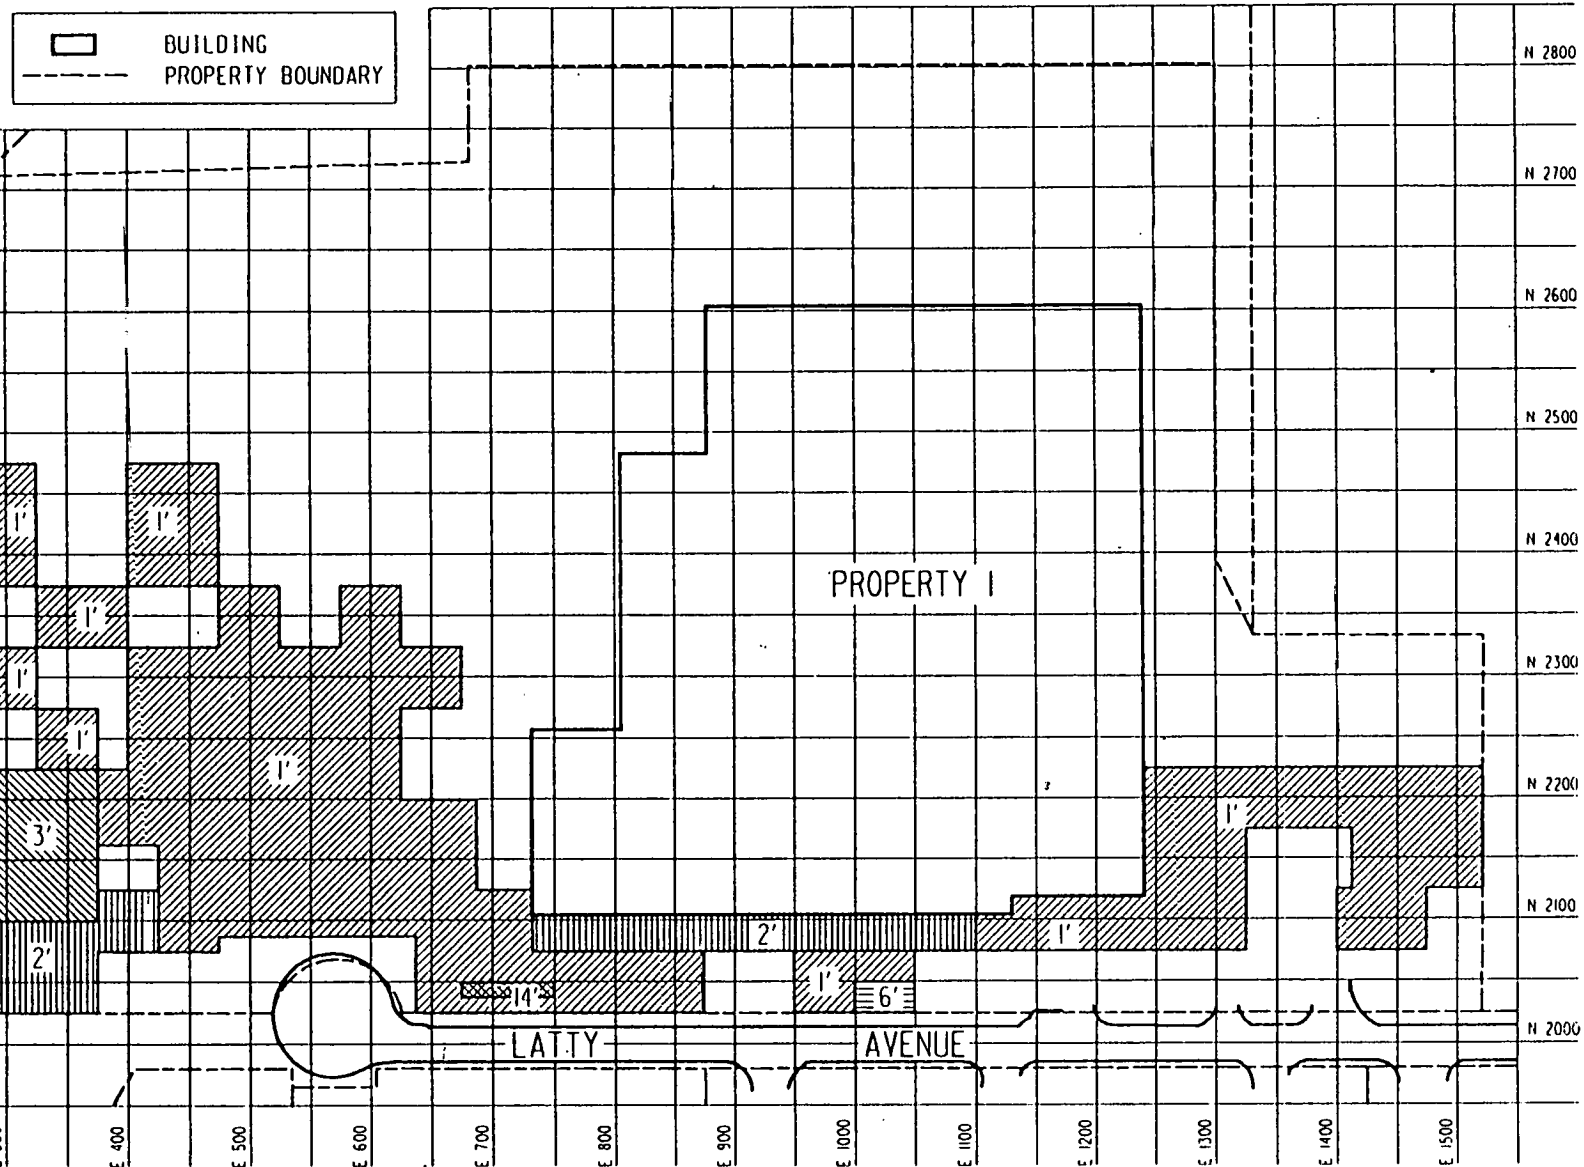 BUILDING
PROPERTY BOUNDARY
N 2800
N 2700
N 2600
N 2500
1'
1'
N 2400
PROPERTY 1
1'
1'
N 2300
1'
1'
N 2200
3'
1'
N 2100
2'
2'
1'
14'
1'
6'
LATTY AVENUE
N 2000
E 400
E 500
E 600
E 700
E 800
E 900
E 1000
E 1100
E 1200
E 1300
E 1400
E 1500